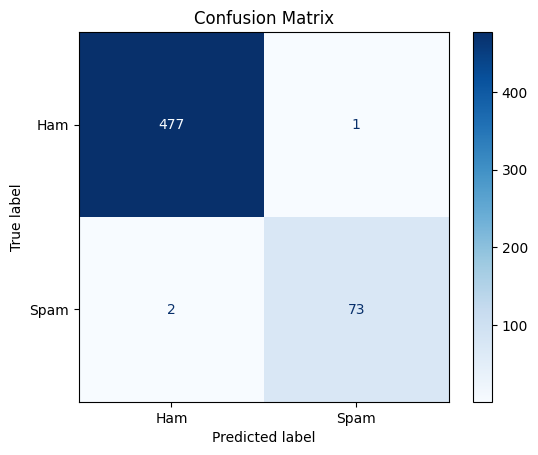 Confusion Matrix
Ham
477
1
400
300
True label
200
Spam
2
73
100
Ham
Spam
Predicted label